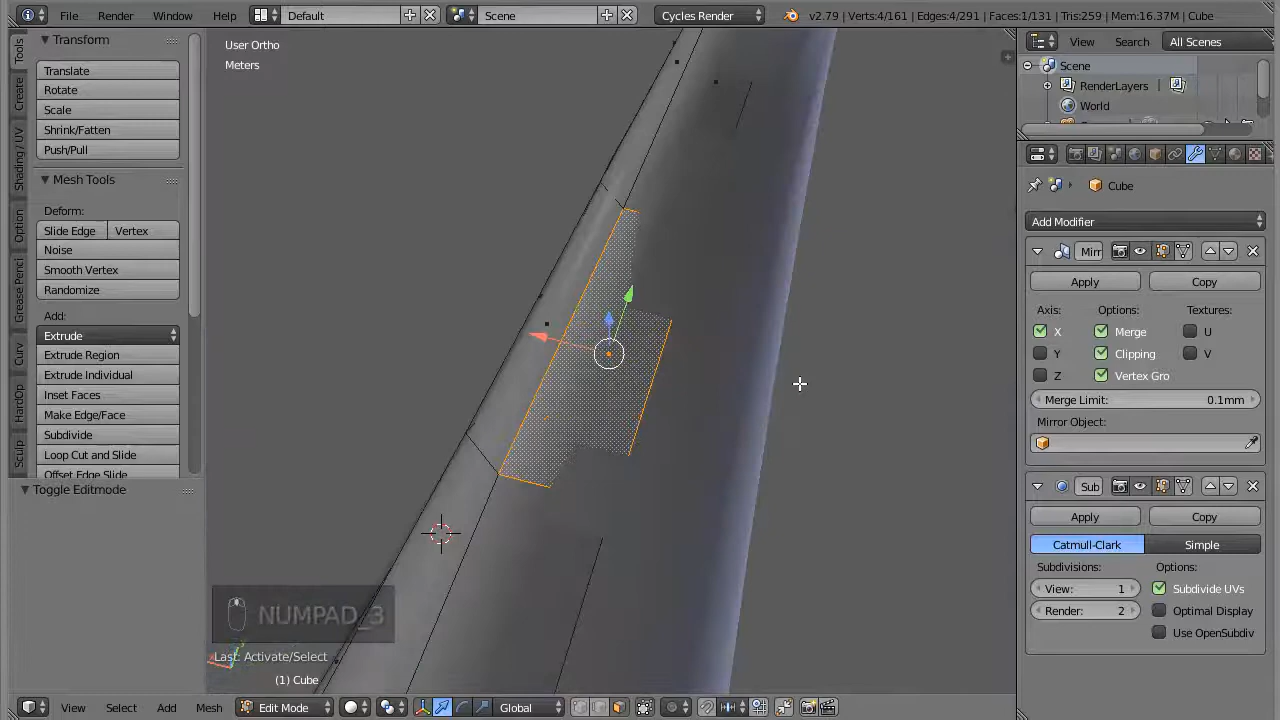 File Render Window Help Default Scene Cycles Render v2.79 | Verts:4/161 | Edges:4/291 | Faces:1/131 | Tris:259 | Mem:16.37M | Cube
Tools
Create
Shading / UV
Option
Grease Pencil
Curv
HardOp
Sculp
Transform
Translate
Rotate
Scale
Shrink/Fatten
Push/Pull
Mesh Tools
Deform:
Slide Edge Vertex
Noise
Smooth Vertex
Randomize
Add:
Extrude
Extrude Region
Extrude Individual
Inset Faces
Make Edge/Face
Subdivide
Loop Cut and Slide
Offset Edge Slide
Toggle Editmode
User Ortho
Meters
NUMPAD_3
Last: Activate/Select
(1) Cube
View Select Add Mesh Edit Mode Global
View Search All Scenes
Scene
RenderLayers
World
Cube
Add Modifier
Mirr
Apply Copy
Axis: Options: Textures:
X Merge U
Y Clipping V
Z Vertex Gro
Merge Limit: 0.1mm
Mirror Object:
Sub
Apply Copy
Catmull-Clark Simple
Subdivisions: Options:
View: 1 Subdivide UVs
Render: 2 Optimal Display
Use OpenSubdiv